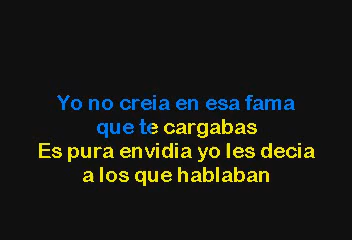 Yo no creia en esa fama
que te cargabas
Es pura envidia yo les decia
a los que hablaban